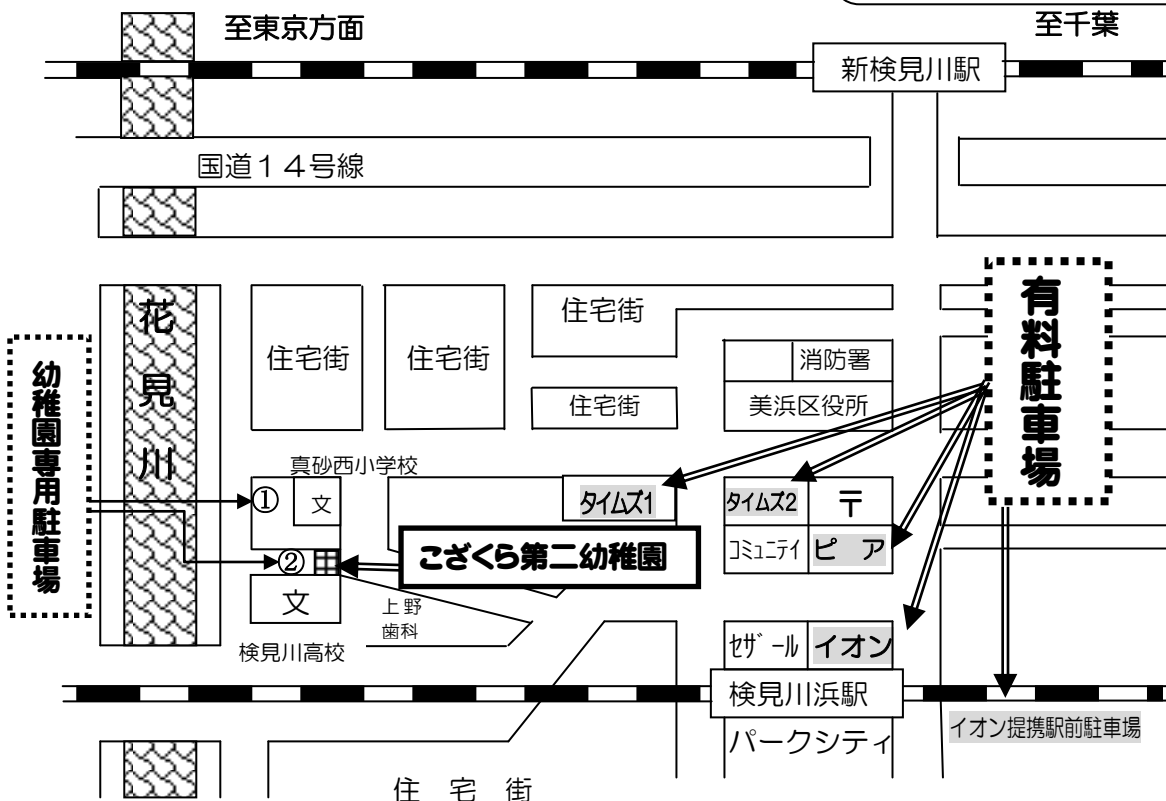 至東京方面
至千葉
新検見川駅
国道１４号線
花見川
有料駐車場
住宅街
住宅街
住宅街
消防署
幼稚園専用駐車場
住宅街
美浜区役所
真砂西小学校
①
文
タイムズ1
タイムズ2
〒
こざくら第二幼稚園
コミュニテイ
ピア
②
文
上野
歯科
検見川高校
セザール
イオン
検見川浜駅
イオン提携駅前駐車場
パークシティ
住宅街